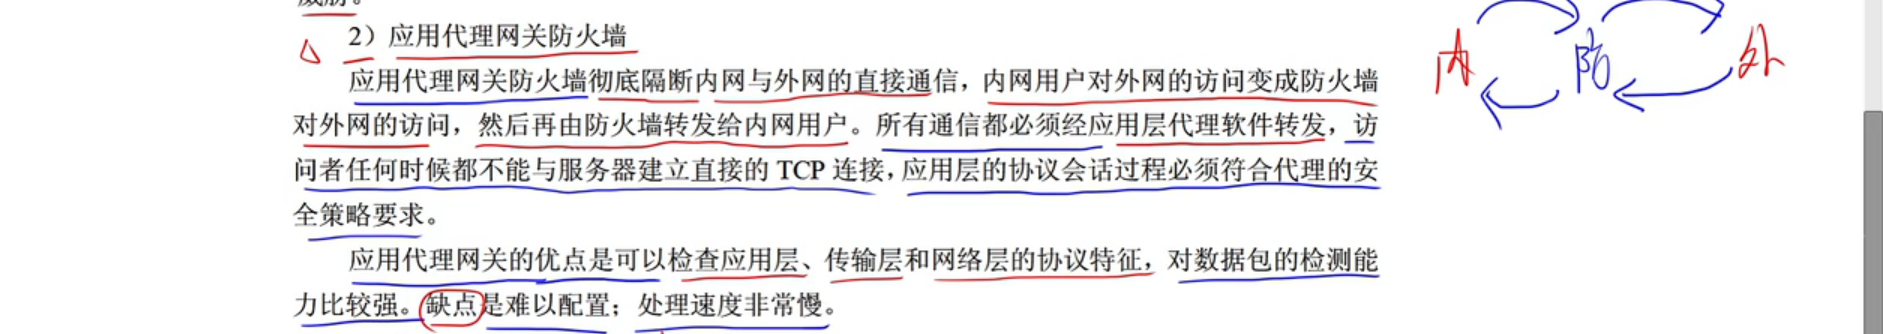 威胁。
2）应用代理网关防火墙
应用代理网关防火墙彻底隔断内网与外网的直接通信，内网用户对外网的访问变成防火墙
对外网的访问，然后再由防火墙转发给内网用户。所有通信都必须经应用层代理软件转发，访
问者任何时候都不能与服务器建立直接的 TCP 连接，应用层的协议会话过程必须符合代理的安
全策略要求。
应用代理网关的优点是可以检查应用层、传输层和网络层的协议特征，对数据包的检测能
力比较强。缺点是难以配置；处理速度非常慢。
内 防 外